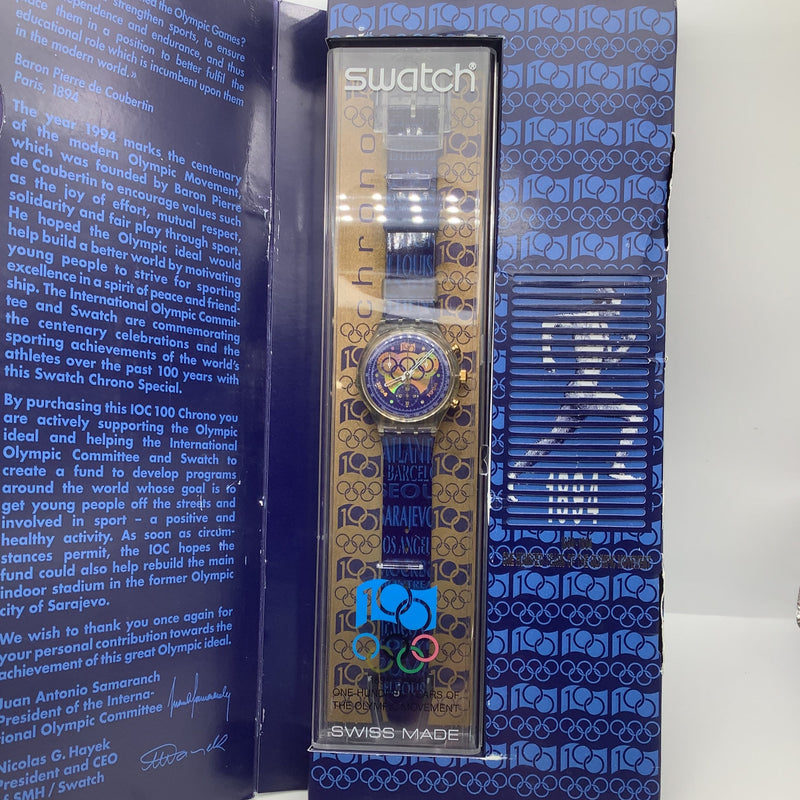 ed the Olympic Games?
strengthen sports, to ensure
independence and endurance, and thus
place them in a position to better fulfil the
educational role which is incumbent upon them
in the modern world.»
Baron Pierre de Coubertin
Paris, 1894
The year 1994 marks the centenary
of the modern Olympic Movement
which was founded by Baron Pierre
de Coubertin to encourage values such
as the joy of effort, mutual respect,
solidarity and fair play through sport.
He hoped the Olympic ideal would
help build a better world by motivating
young people to strive for sporting
excellence in a spirit of peace and friend-
ship. The International Olympic Commit-
tee and Swatch are commemorating
the centenary celebrations and the
sporting achievements of the world's
athletes over the past 100 years with
this Swatch Chrono Special.
By purchasing this IOC 100 Chrono you
are actively supporting the Olympic
ideal and helping the International
Olympic Committee and Swatch to
create a fund to develop programs
around the world whose goal is to
get young people off the streets and
involved in sport – a positive and
healthy activity. As soon as circum-
stances permit, the IOC hopes the
fund could also help rebuild the main
indoor stadium in the former Olympic
city of Sarajevo.
We wish to thank you once again for
your personal contribution towards the
achievement of this great Olympic ideal.
Juan Antonio Samaranch
President of the Interna-
tional Olympic Committee
Nicolas G. Hayek
President and CEO
of SMH / Swatch
swatch®
chrono
LOUIS
ATLANT
BARCEL
SEOU
SARAJEVO
LOS ANGEL
100
ONE HUNDRED YEARS OF
THE OLYMPIC MOVEMENT
SWISS MADE
1894